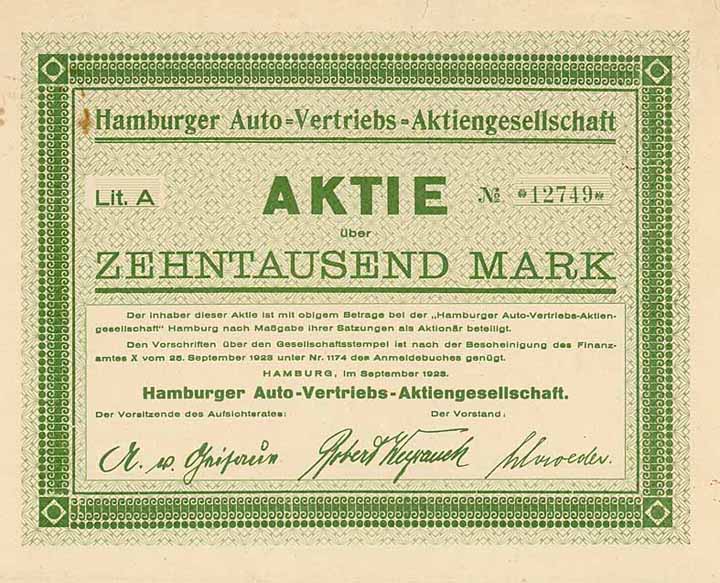 Hamburger Auto=Vertriebs=Aktiengesellschaft
Lit. A AKTIE № *12749*
über
ZEHNTAUSEND MARK
Der Inhaber dieser Aktie ist mit obigem Betrage bei der „Hamburger Auto-Vertriebs-Aktien-
gesellschaft" Hamburg nach Maßgabe ihrer Satzungen als Aktionär beteiligt.
Den Vorschriften über den Gesellschaftsstempel ist nach der Bescheinigung des Finanz-
amtes X vom 25. September 1923 unter Nr. 1174 des Anmeldebuches genügt.
HAMBURG, im September 1923.
Hamburger Auto-Vertriebs-Aktiengesellschaft.
Der Vorsitzende des Aufsichtsrates: Der Vorstand:
A. v. Robert Weyrauch Schroeder.